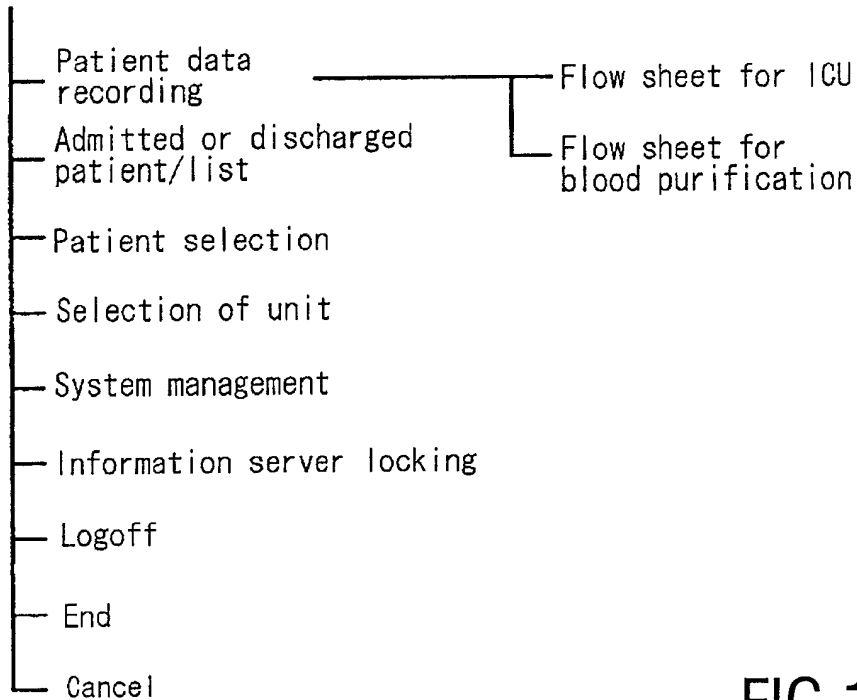 Patient data
recording
Flow sheet for ICU
Admitted or discharged
patient/list
Flow sheet for
blood purification
Patient selection
Selection of unit
System management
Information server locking
Logoff
End
Cancel